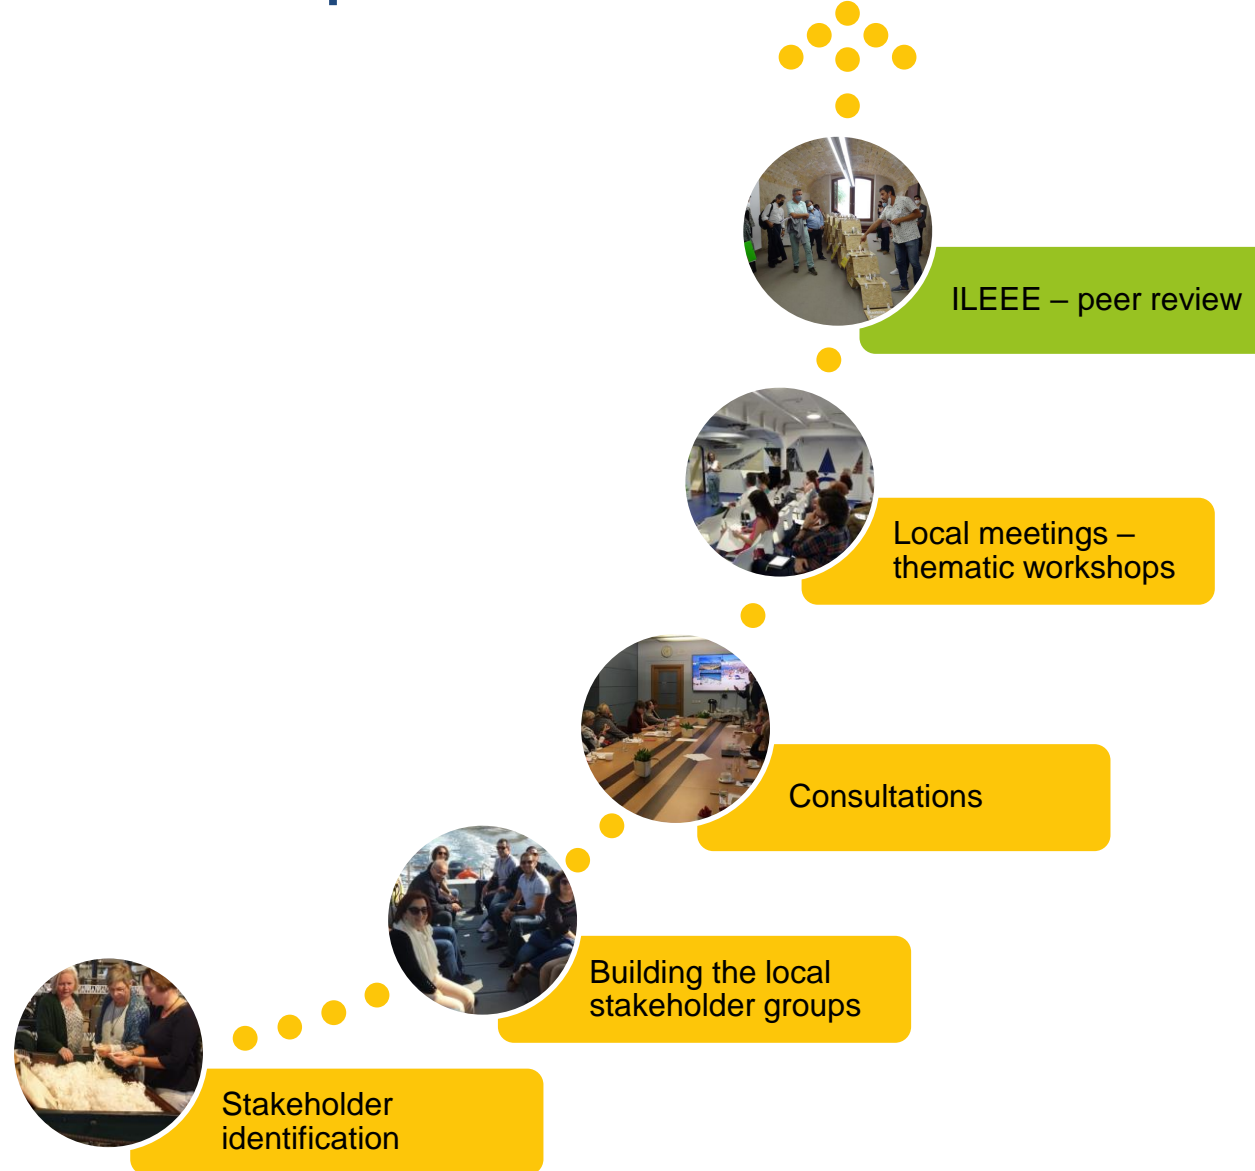 ILEEE – peer review
Local meetings –
thematic workshops
Consultations
Building the local
stakeholder groups
Stakeholder
identification